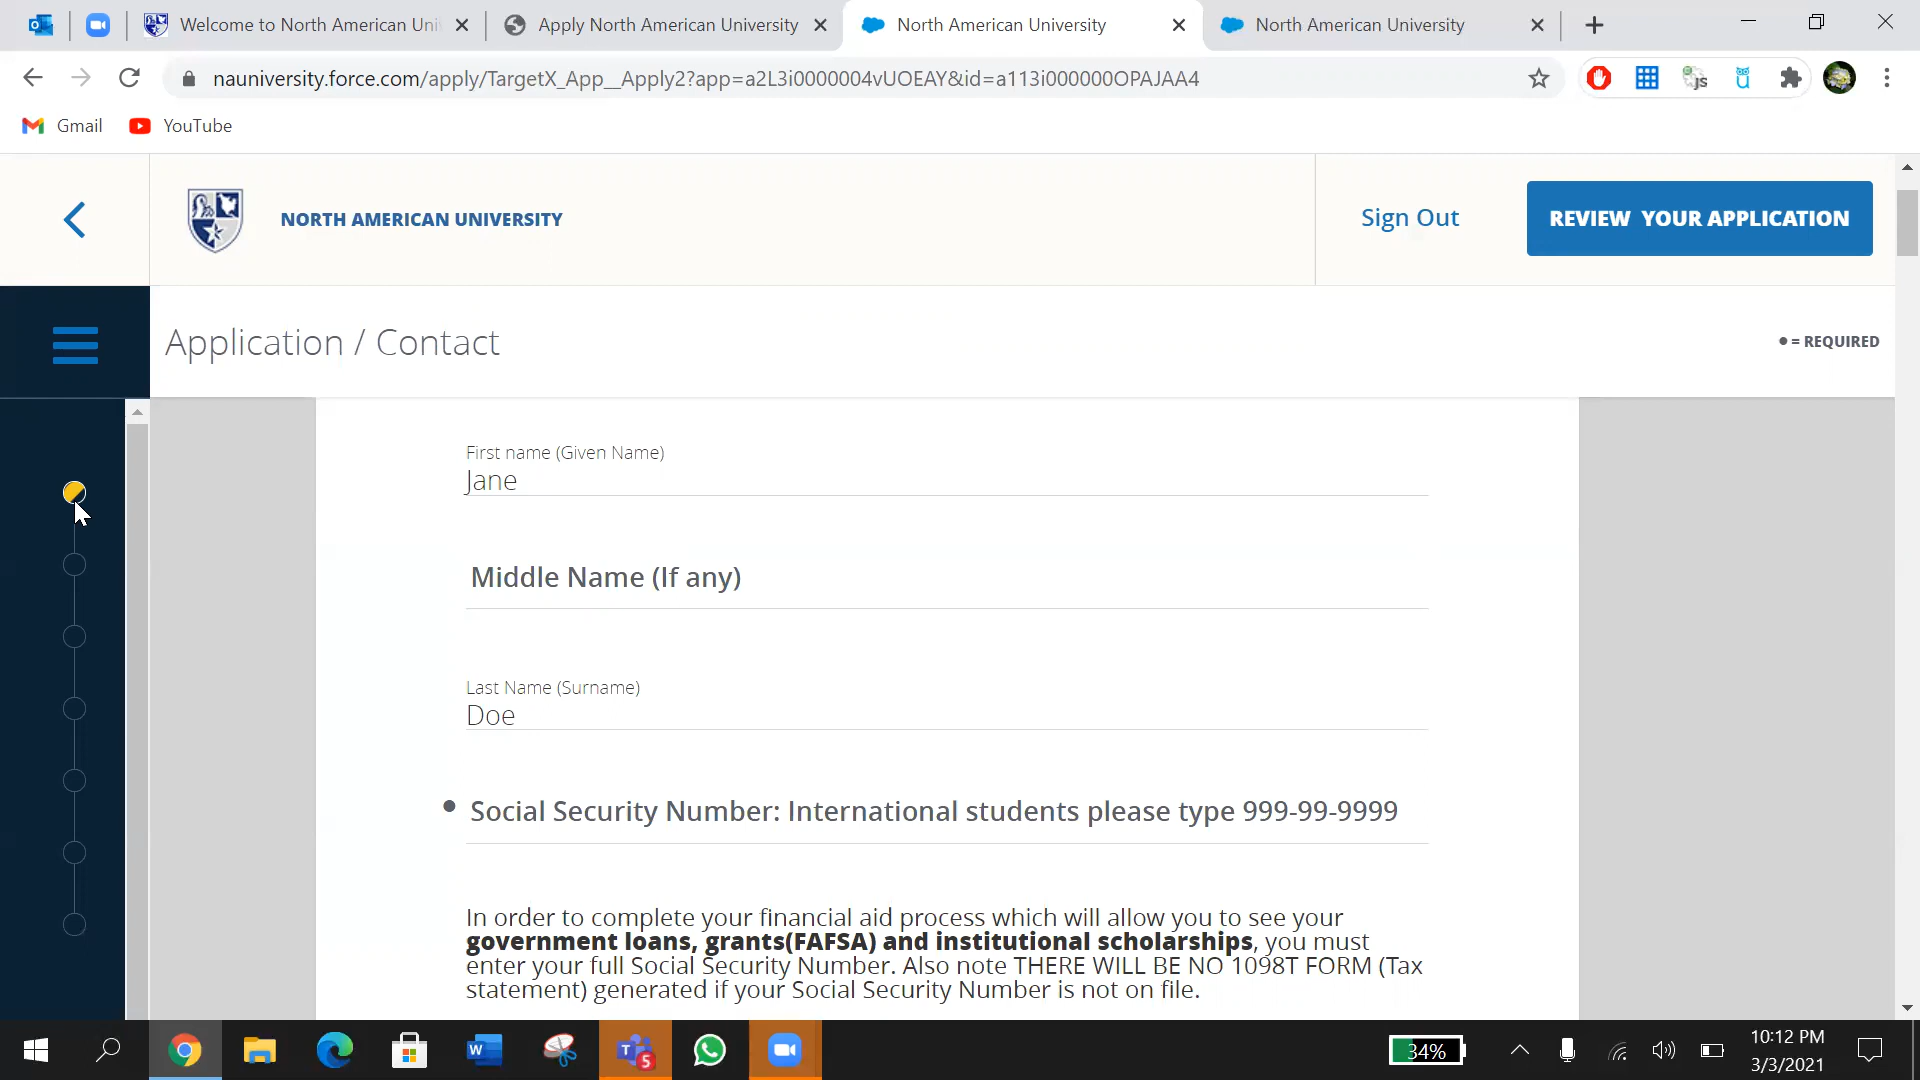 Welcome to North American Uni
Apply North American University
North American University
North American University
nauniversity.force.com/apply/TargetX_App__Apply2?app=a2L3i0000004vUOEAY&id=a113i000000OPAJAA4
JS
Gmail
YouTube
NORTH AMERICAN UNIVERSITY
Sign Out
REVIEW YOUR APPLICATION
Application / Contact
= REQUIRED
First name (Given Name)
Jane
Middle Name (If any)
Last Name (Surname)
Doe
Social Security Number: International students please type 999-99-9999
In order to complete your financial aid process which will allow you to see your
government loans, grants(FAFSA) and institutional scholarships, you must
enter your full Social Security Number. Also note THERE WILL BE NO 1098T FORM (Tax
statement) generated if your Social Security Number is not on file.
5
34%
10:12 PM
3/3/2021